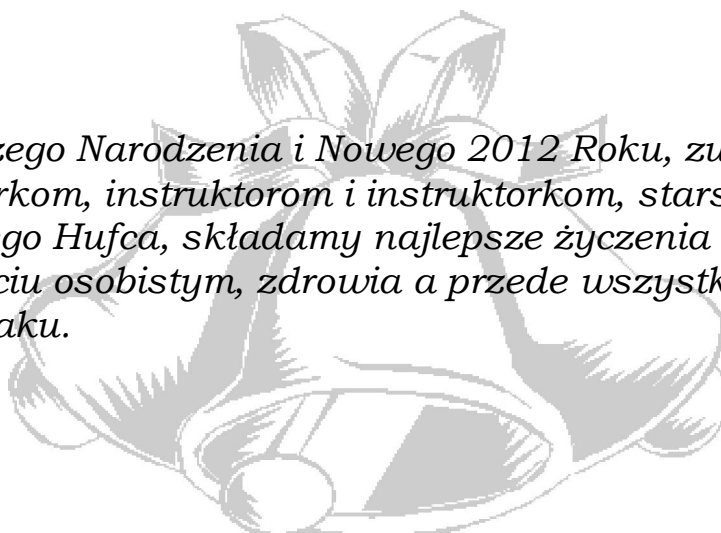 zego Narodzenia i Nowego 2012 Roku, zu
rkom, instruktorom i instruktorkom, stars
go Hufca, składamy najlepsze życzenia
ciu osobistym, zdrowia a przede wszystk
aku.